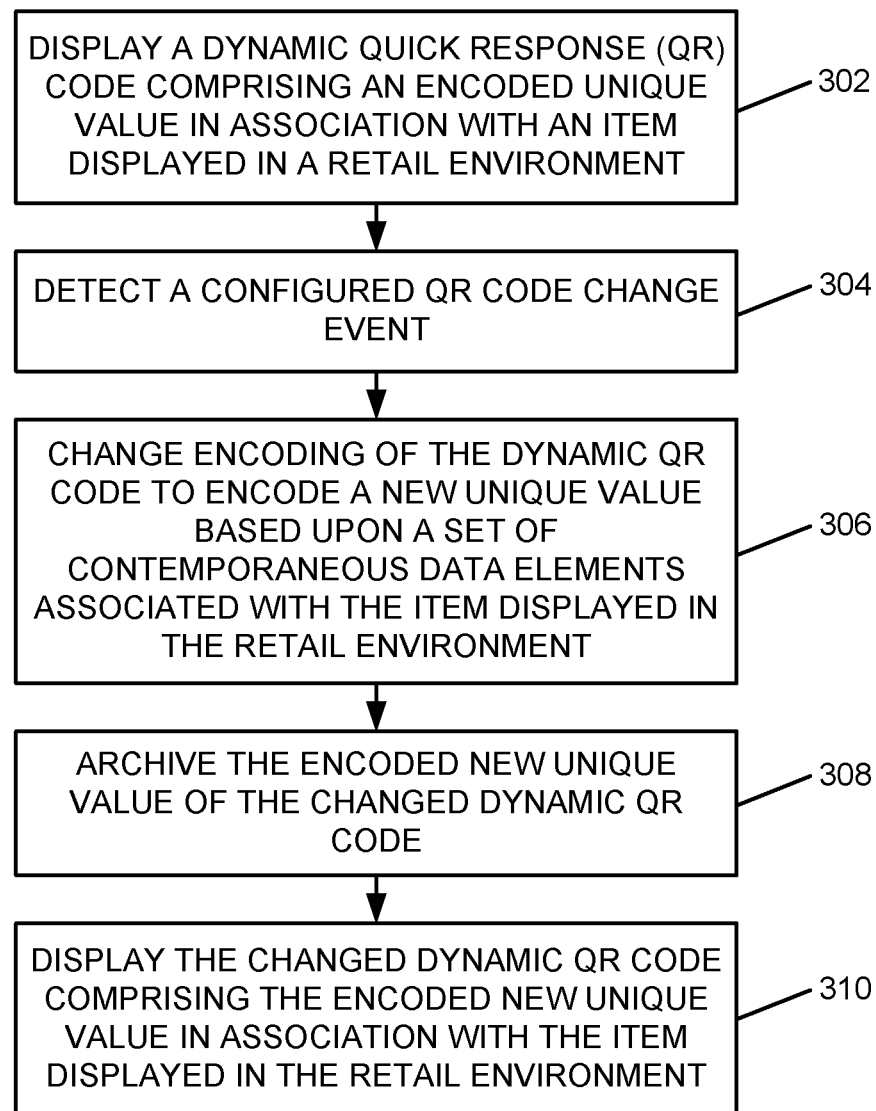 DISPLAY A DYNAMIC QUICK RESPONSE (QR)
CODE COMPRISING AN ENCODED UNIQUE
VALUE IN ASSOCIATION WITH AN ITEM
DISPLAYED IN A RETAIL ENVIRONMENT
302
DETECT A CONFIGURED QR CODE CHANGE
EVENT
304
CHANGE ENCODING OF THE DYNAMIC QR
CODE TO ENCODE A NEW UNIQUE VALUE
BASED UPON A SET OF
CONTEMPORANEOUS DATA ELEMENTS
ASSOCIATED WITH THE ITEM DISPLAYED IN
THE RETAIL ENVIRONMENT
306
ARCHIVE THE ENCODED NEW UNIQUE
VALUE OF THE CHANGED DYNAMIC QR
CODE
308
DISPLAY THE CHANGED DYNAMIC QR CODE
COMPRISING THE ENCODED NEW UNIQUE
VALUE IN ASSOCIATION WITH THE ITEM
DISPLAYED IN THE RETAIL ENVIRONMENT
310